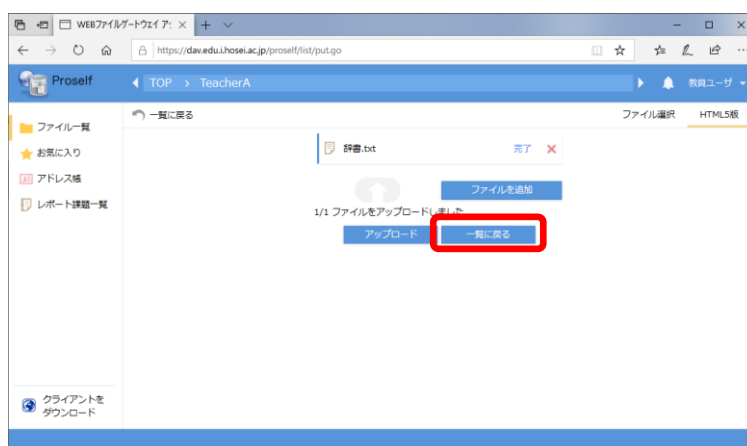 WEBファイルゲートウェイ ア:
https://dav.edu.i.hosei.ac.jp/proself/list/put.go
Proself
TOP > TeacherA
教員ユーザ
一覧に戻る
ファイル選択
HTML5版
ファイル一覧
お気に入り
アドレス帳
レポート課題一覧
辞書.txt
完了
ファイルを追加
1/1 ファイルをアップロードしました
アップロード
一覧に戻る
クライアントを
ダウンロード